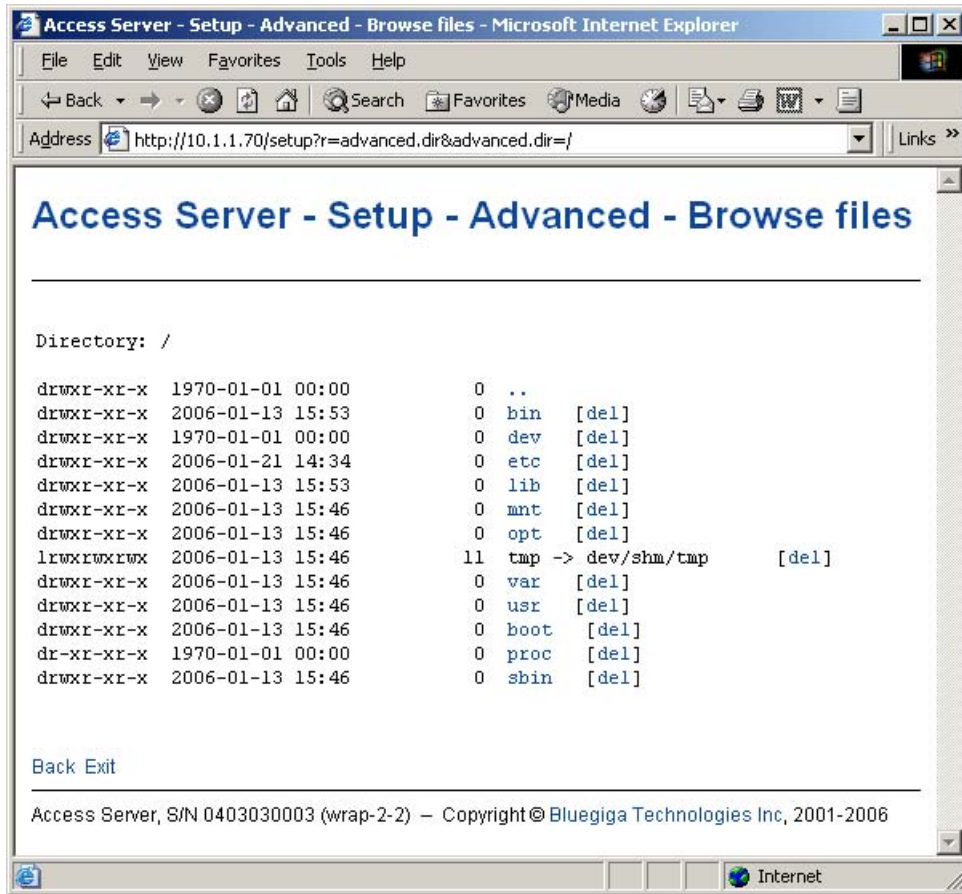 Access Server - Setup - Advanced - Browse files - Microsoft Internet Explorer
File Edit View Favorites Tools Help
Back Search Favorites Media
Address http://10.1.1.70/setup?r=advanced.dir&advanced.dir=/ Links »
Access Server - Setup - Advanced - Browse files
Directory: /
drwxr-xr-x 1970-01-01 00:00 0 ..
drwxr-xr-x 2006-01-13 15:53 0 bin [del]
drwxr-xr-x 1970-01-01 00:00 0 dev [del]
drwxr-xr-x 2006-01-21 14:34 0 etc [del]
drwxr-xr-x 2006-01-13 15:53 0 lib [del]
drwxr-xr-x 2006-01-13 15:46 0 mnt [del]
drwxr-xr-x 2006-01-13 15:46 0 opt [del]
lrwxrwxrwx 2006-01-13 15:46 11 tmp -> dev/shm/tmp [del]
drwxr-xr-x 2006-01-13 15:46 0 var [del]
drwxr-xr-x 2006-01-13 15:46 0 usr [del]
drwxr-xr-x 2006-01-13 15:46 0 boot [del]
dr-xr-xr-x 1970-01-01 00:00 0 proc [del]
drwxr-xr-x 2006-01-13 15:46 0 sbin [del]
Back Exit
Access Server, S/N 0403030003 (wrap-2-2) – Copyright © Bluegiga Technologies Inc, 2001-2006
Internet